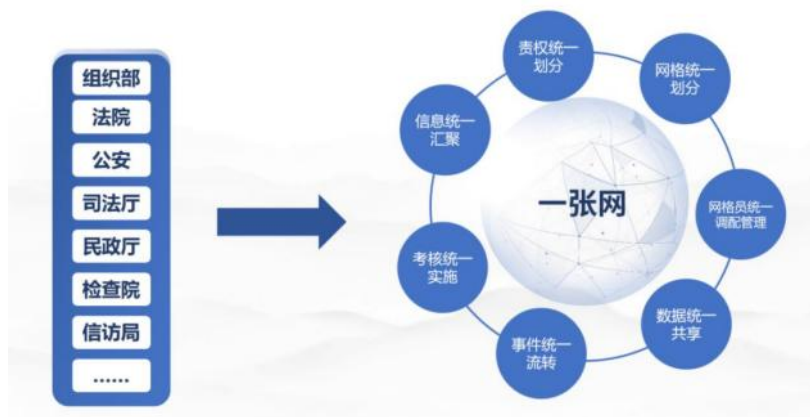 组织部
法院
公安
司法厅
民政厅
检查院
信访局
......
责权统一
划分
网格统一
划分
网格员统一
调配管理
数据统一
共享
事件统一
流转
考核统一
实施
信息统一
汇聚
一张网